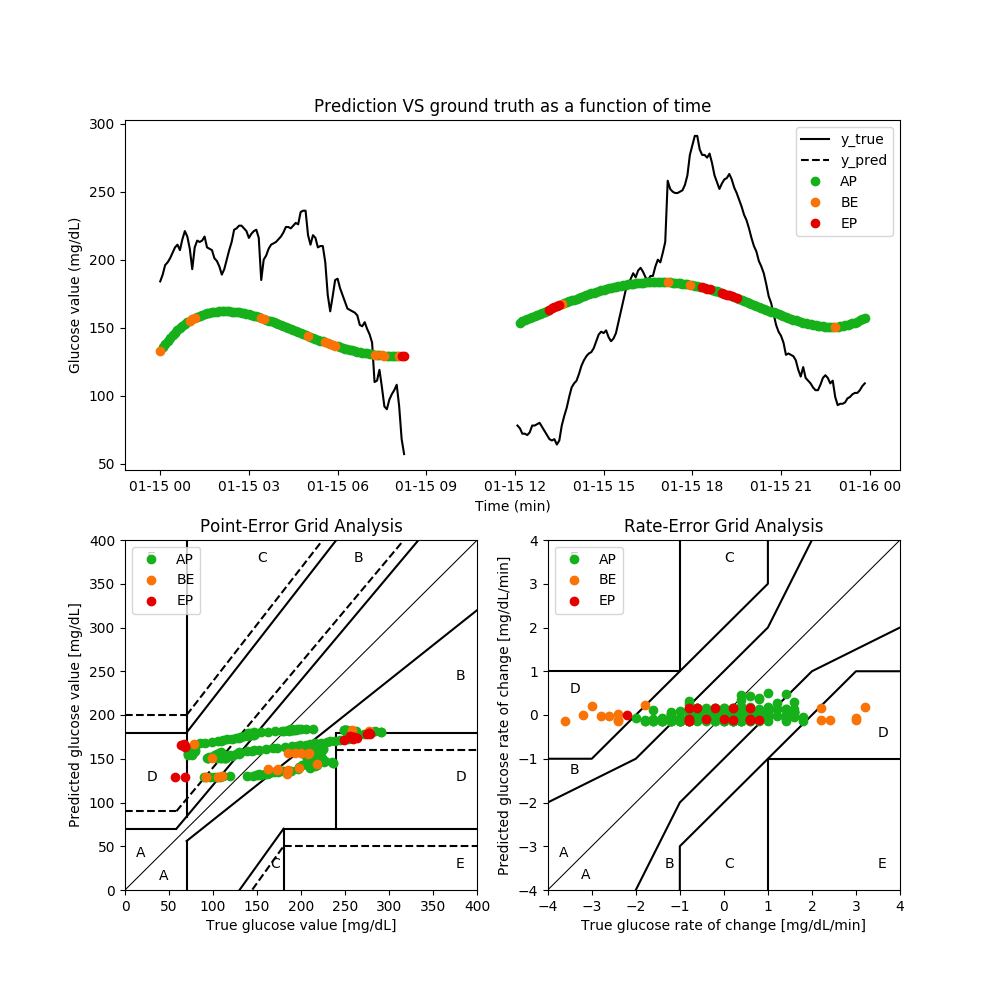 Prediction VS ground truth as a function of time
Glucose value (mg/dL)
300
250
200
150
100
50
y_true
y_pred
AP
BE
EP
01-15 00
01-15 03
01-15 06
01-15 09
01-15 12
01-15 15
01-15 18
01-15 21
01-16 00
Time (min)
Point-Error Grid Analysis
Predicted glucose value [mg/dL]
400
350
300
250
200
150
100
50
0
AP
BE
EP
C
B
B
D
D
A
A
C
E
0
50
100
150
200
250
300
350
400
True glucose value [mg/dL]
Rate-Error Grid Analysis
Predicted glucose rate of change [mg/dL/min]
4
3
2
1
0
−1
−2
−3
−4
AP
BE
EP
C
D
D
B
A
A
B
C
E
−4
−3
−2
−1
0
1
2
3
4
True glucose rate of change [mg/dL/min]